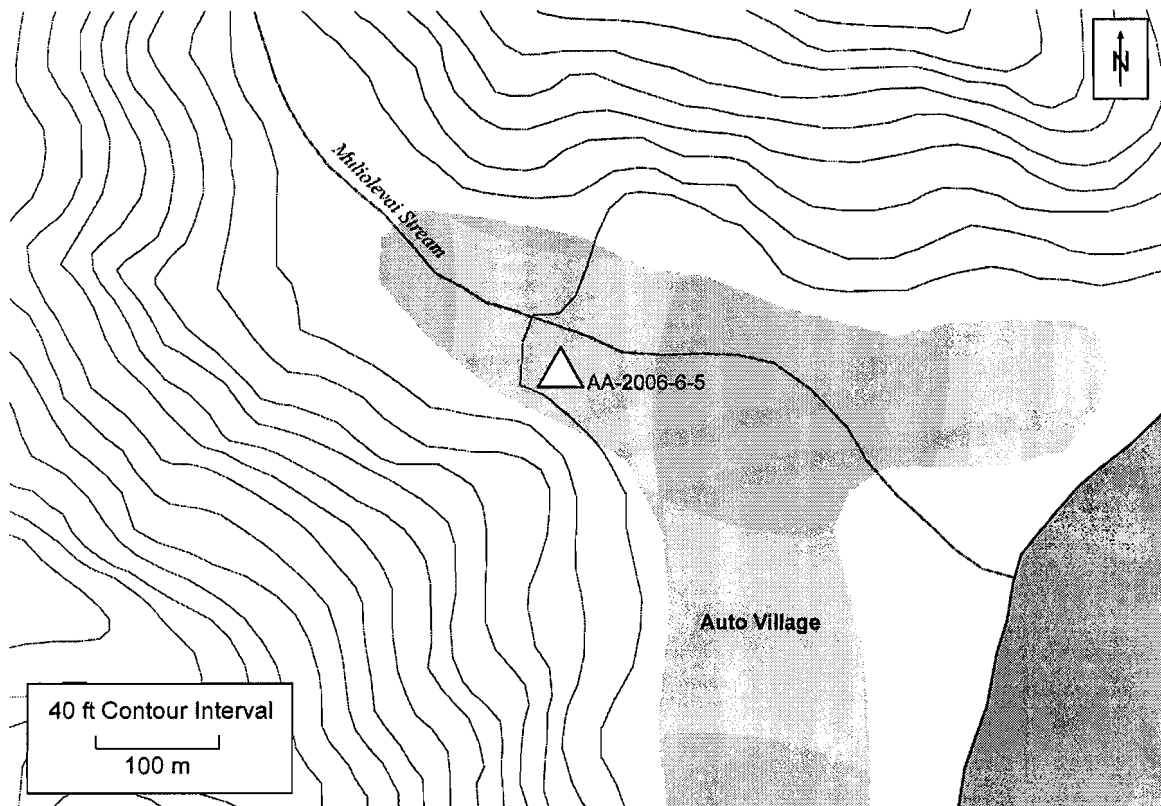 N
Muliolevai Stream
AA-2006-6-5
Auto Village
40 ft Contour Interval
100 m